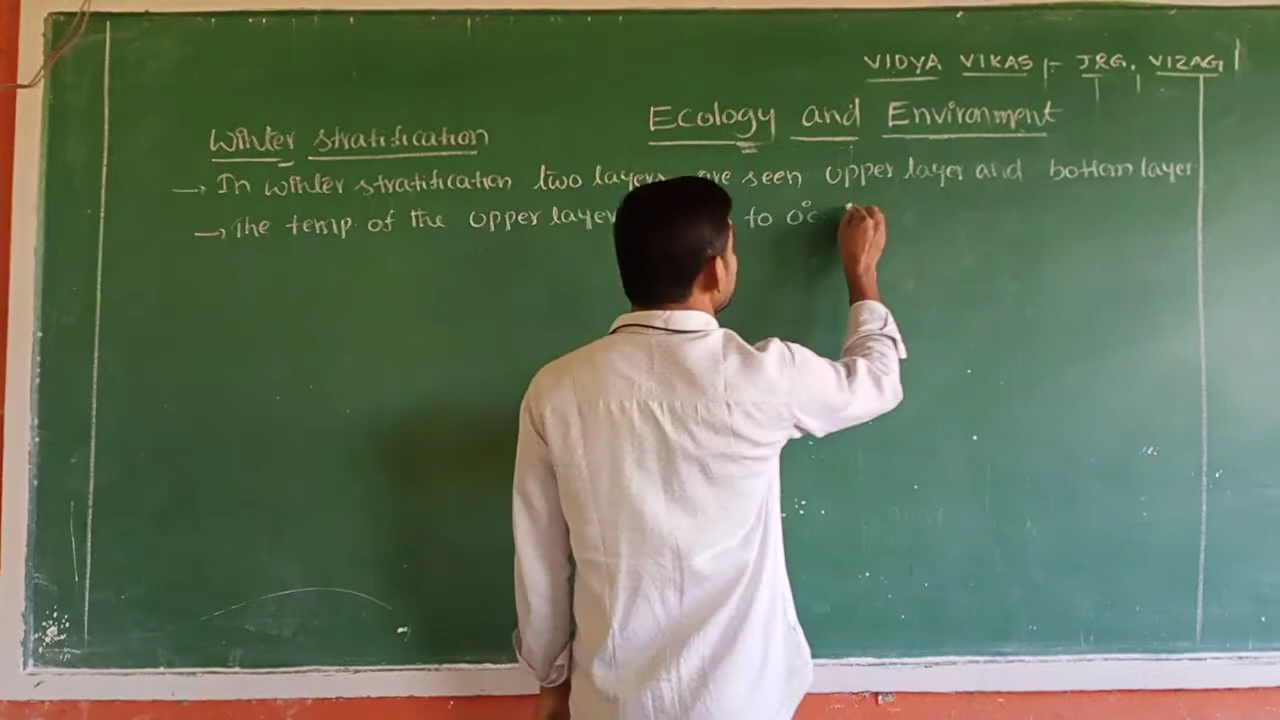 VIDYA VIKAS :- JRG, VIZAG
Ecology and Environment
Winter stratification
→ In winter stratification two layers are seen upper layer and bottom layer
→ The temp of the upper layer to 0°c